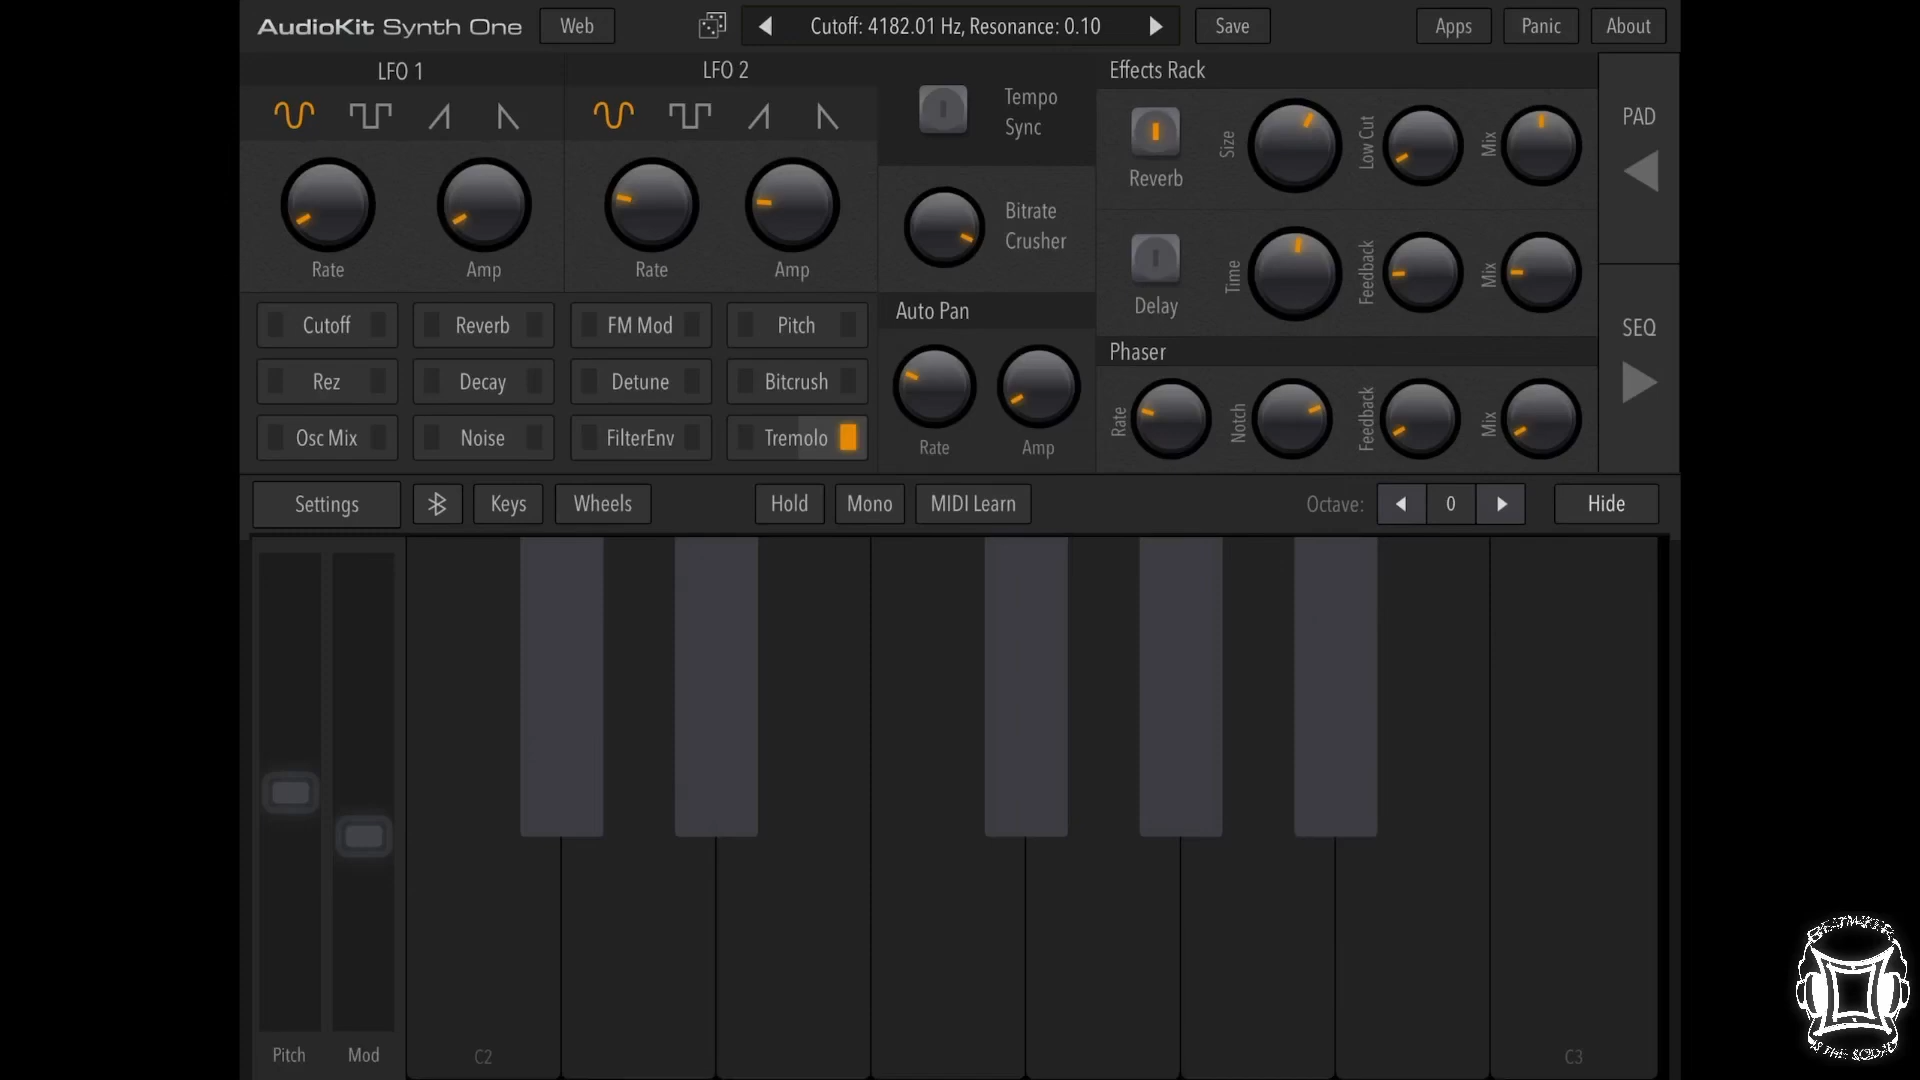 AudioKit Synth One
Web
Cutoff: 4182.01 Hz, Resonance: 0.10
Save
Apps
Panic
About
LFO 1
LFO 2
Rate
Amp
Rate
Amp
Tempo
Sync
Bitrate
Crusher
Auto Pan
Rate
Amp
Effects Rack
Reverb
Size
Low Cut
Mix
Delay
Time
Feedback
Mix
Phaser
Rate
Notch
Feedback
Mix
PAD
SEQ
Cutoff
Reverb
FM Mod
Pitch
Rez
Decay
Detune
Bitcrush
Osc Mix
Noise
FilterEnv
Tremolo
Settings
Keys
Wheels
Hold
Mono
MIDI Learn
Octave:
0
Hide
Pitch
Mod
C2
C3
BEATMAKER
IS THE SQUAD